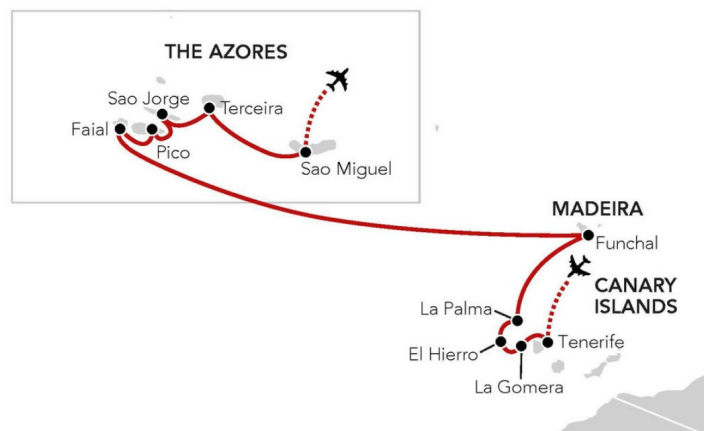 THE AZORES
Sao Jorge
Terceira
Faial
Pico
Sao Miguel
MADEIRA
Funchal
CANARY
ISLANDS
La Palma
Tenerife
El Hierro
La Gomera